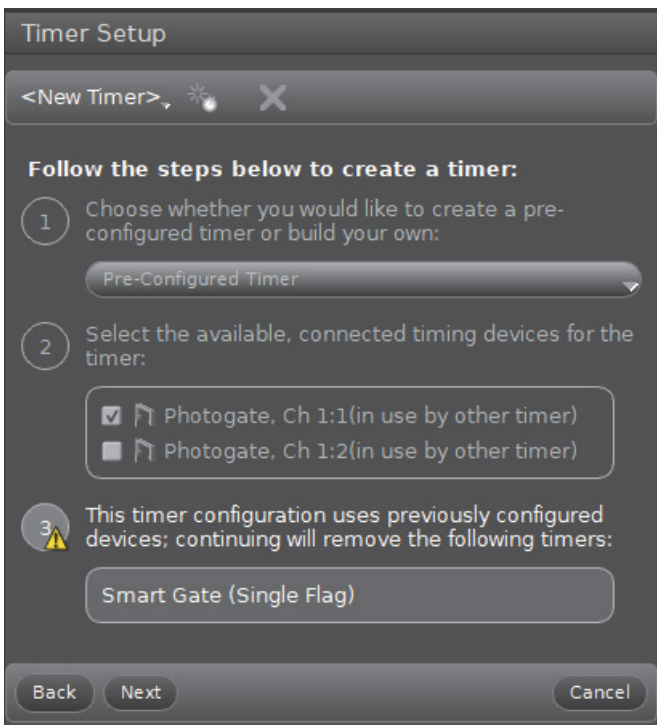 Timer Setup
<New Timer>
Follow the steps below to create a timer:
1
Choose whether you would like to create a pre-
configured timer or build your own:
Pre-Configured Timer
2
Select the available, connected timing devices for the
timer:
Photogate, Ch 1:1(in use by other timer)
Photogate, Ch 1:2(in use by other timer)
3
This timer configuration uses previously configured
devices; continuing will remove the following timers:
Smart Gate (Single Flag)
Back Next Cancel